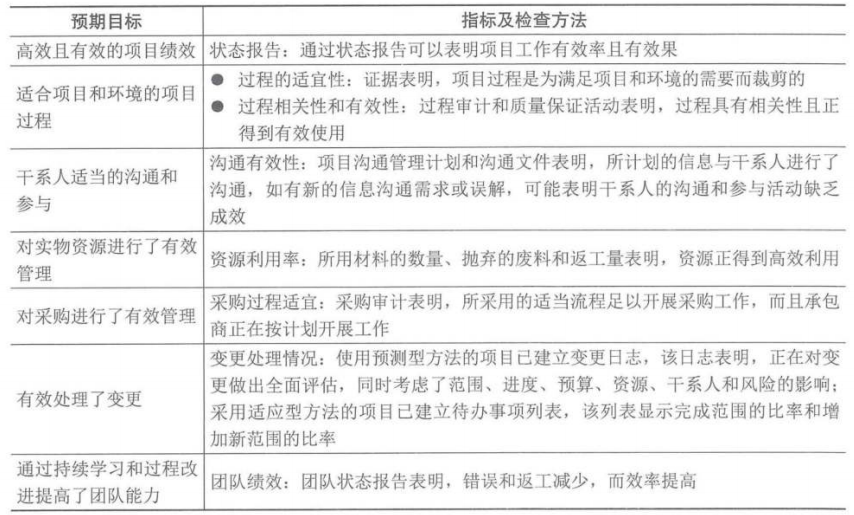 预期目标
指标及检查方法
高效且有效的项目绩效
状态报告：通过状态报告可以表明项目工作有效率且有效果
适合项目和环境的项目
过程
● 过程的适宜性：证据表明，项目过程是为满足项目和环境的需要而裁剪的
● 过程相关性和有效性：过程审计和质量保证活动表明，过程具有相关性且正
得到有效使用
干系人适当的沟通和
参与
沟通有效性：项目沟通管理计划和沟通文件表明，所计划的信息与干系人进行了
沟通，如有新的信息沟通需求或误解，可能表明干系人的沟通和参与活动缺乏
成效
对实物资源进行了有效
管理
资源利用率：所用材料的数量、抛弃的废料和返工量表明，资源正得到高效利用
对采购进行了有效管理
采购过程适宜：采购审计表明，所采用的适当流程足以开展采购工作，而且承包
商正在按计划开展工作
有效处理了变更
变更处理情况：使用预测型方法的项目已建立变更日志，该日志表明，正在对变
更做出全面评估，同时考虑了范围、进度、预算、资源、干系人和风险的影响；
采用适应型方法的项目已建立待办事项列表，该列表显示完成范围的比率和增
加新范围的比率
通过持续学习和过程改
进提高了团队能力
团队绩效：团队状态报告表明，错误和返工减少，而效率提高